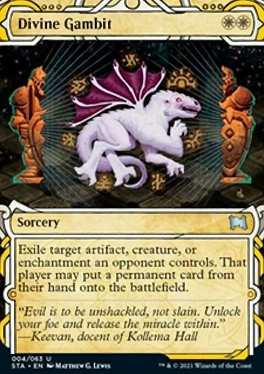 Divine Gambit
Sorcery
Exile target artifact, creature, or
enchantment an opponent controls. That
player may put a permanent card from
their hand onto the battlefield.
"Evil is to be unshackled, not slain. Unlock
your foe and release the miracle within."
—Keevan, docent of Kollema Hall
004/063 U
STA • EN Matthew G. Lewis
™ & © 2021 Wizards of the Coast